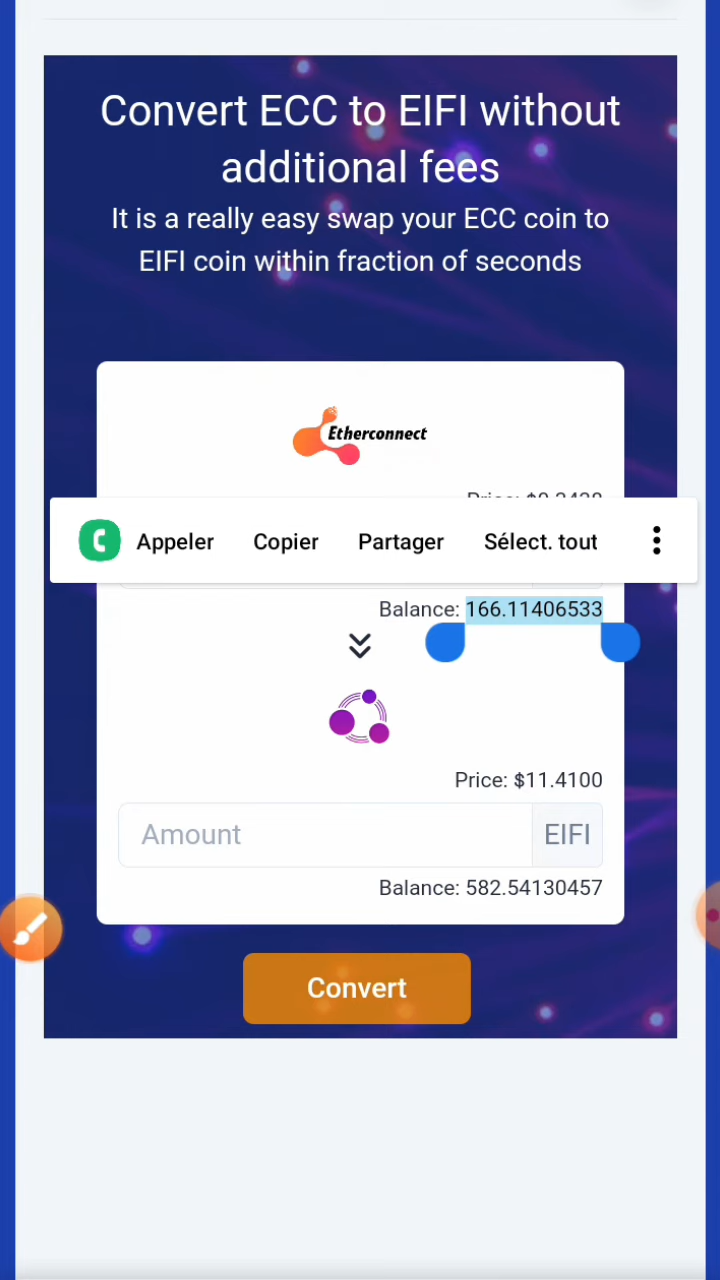 Convert ECC to EIFI without
additional fees
It is a really easy swap your ECC coin to
EIFI coin within fraction of seconds
Etherconnect
Appeler Copier Partager Sélect. tout
Balance: 166.11406533
Price: $11.4100
Amount EIFI
Balance: 582.54130457
Convert